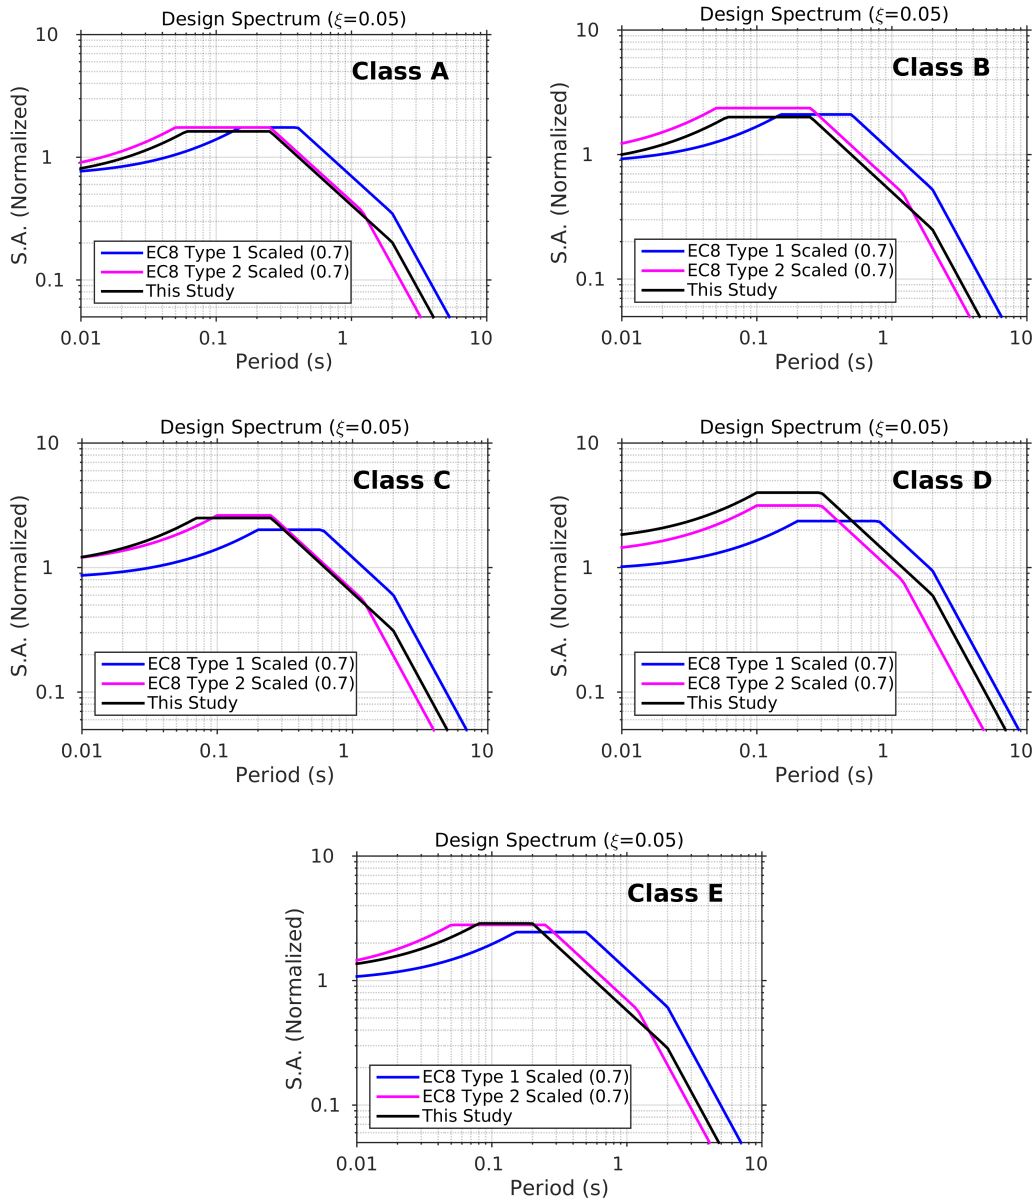 Design Spectrum (ξ=0.05)
Class A
S.A. (Normalized)
10
1
0.1
EC8 Type 1 Scaled (0.7)
EC8 Type 2 Scaled (0.7)
This Study
0.01 0.1 1 10
Period (s)
Design Spectrum (ξ=0.05)
Class B
S.A. (Normalized)
10
1
0.1
EC8 Type 1 Scaled (0.7)
EC8 Type 2 Scaled (0.7)
This Study
0.01 0.1 1 10
Period (s)
Design Spectrum (ξ=0.05)
Class C
S.A. (Normalized)
10
1
0.1
EC8 Type 1 Scaled (0.7)
EC8 Type 2 Scaled (0.7)
This Study
0.01 0.1 1 10
Period (s)
Design Spectrum (ξ=0.05)
Class D
S.A. (Normalized)
10
1
0.1
EC8 Type 1 Scaled (0.7)
EC8 Type 2 Scaled (0.7)
This Study
0.01 0.1 1 10
Period (s)
Design Spectrum (ξ=0.05)
Class E
S.A. (Normalized)
10
1
0.1
EC8 Type 1 Scaled (0.7)
EC8 Type 2 Scaled (0.7)
This Study
0.01 0.1 1 10
Period (s)